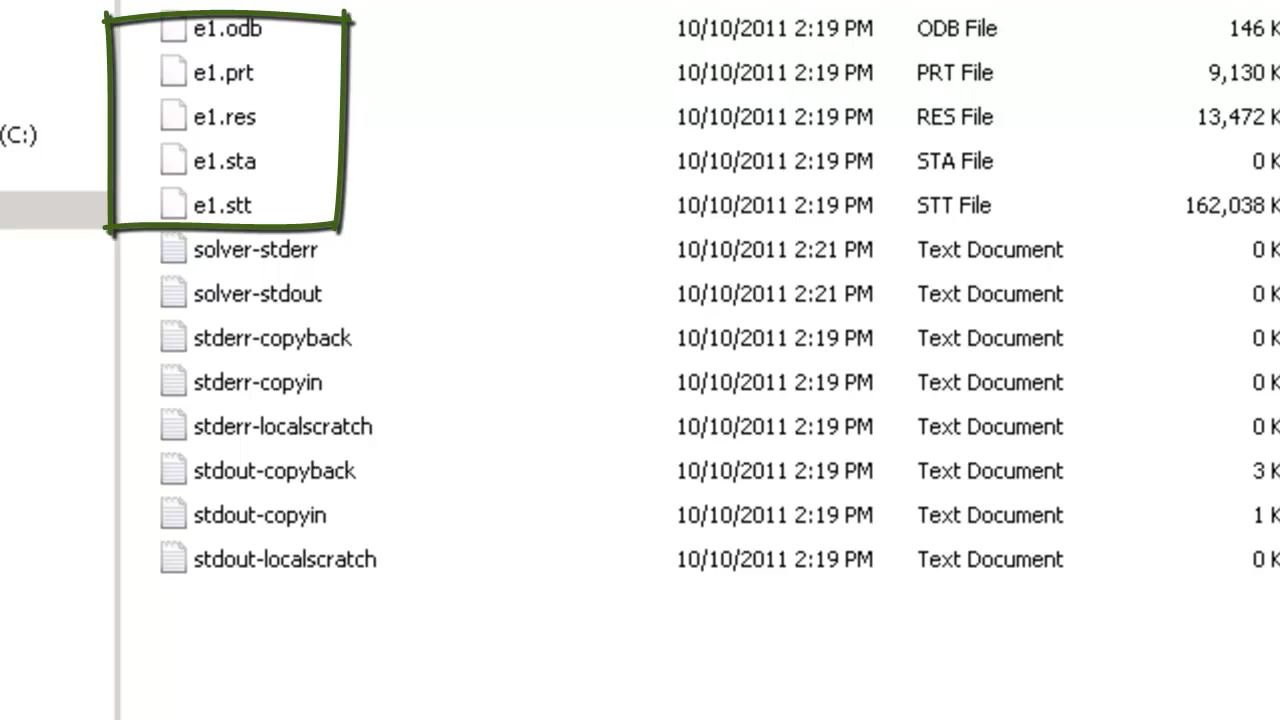 e1.odb 10/10/2011 2:19 PM ODB File 146 K
e1.prt 10/10/2011 2:19 PM PRT File 9,130 K
e1.res 10/10/2011 2:19 PM RES File 13,472 K
(C:)
e1.sta 10/10/2011 2:19 PM STA File 0 K
e1.stt 10/10/2011 2:19 PM STT File 162,038 K
solver-stderr 10/10/2011 2:21 PM Text Document 0 K
solver-stdout 10/10/2011 2:21 PM Text Document 0 K
stderr-copyback 10/10/2011 2:19 PM Text Document 0 K
stderr-copyin 10/10/2011 2:19 PM Text Document 0 K
stderr-localscratch 10/10/2011 2:19 PM Text Document 0 K
stdout-copyback 10/10/2011 2:19 PM Text Document 3 K
stdout-copyin 10/10/2011 2:19 PM Text Document 1 K
stdout-localscratch 10/10/2011 2:19 PM Text Document 0 K